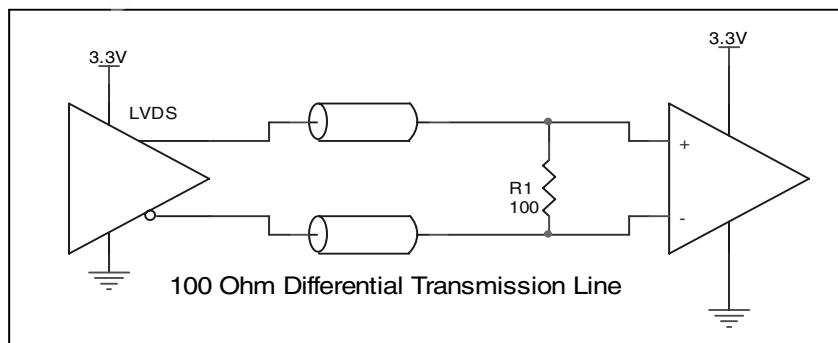 3.3V
LVDS
3.3V
+
-
R1
100
100 Ohm Differential Transmission Line